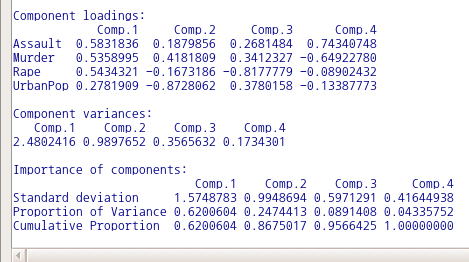 Component loadings:
Comp.1 Comp.2 Comp.3 Comp.4
Assault 0.5831836 0.1879856 0.2681484 0.74340748
Murder 0.5358995 0.4181809 0.3412327 -0.64922780
Rape 0.5434321 -0.1673186 -0.8177779 -0.08902432
UrbanPop 0.2781909 -0.8728062 0.3780158 -0.13387773
Component variances:
Comp.1 Comp.2 Comp.3 Comp.4
2.4802416 0.9897652 0.3565632 0.1734301
Importance of components:
Comp.1 Comp.2 Comp.3 Comp.4
Standard deviation 1.5748783 0.9948694 0.5971291 0.41644938
Proportion of Variance 0.6200604 0.2474413 0.0891408 0.04335752
Cumulative Proportion 0.6200604 0.8675017 0.9566425 1.00000000